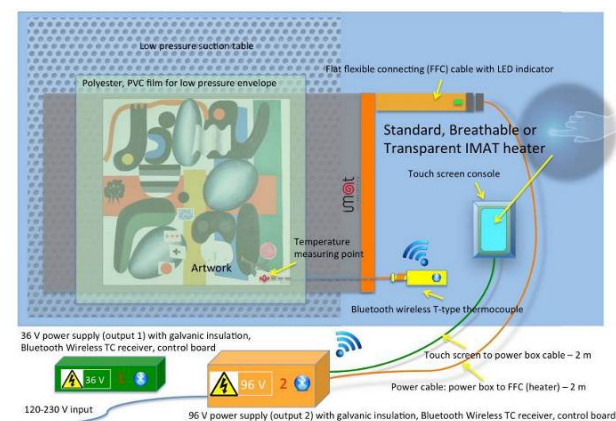 Low pressure suction table
Polyester, PVC film for low pressure envelope
Flat flexible connecting (FFC) cable with LED indicator
Standard, Breathable or
Transparent IMAT heater
Touch screen console
imat
Temperature
measuring point
Artwork
Bluetooth wireless T-type thermocouple
36 V power supply (output 1) with galvanic insulation,
Bluetooth Wireless TC receiver, control board
Touch screen to power box cable – 2 m
36 V 1
96 V 2
Power cable: power box to FFC (heater) – 2 m
120-230 V input
96 V power supply (output 2) with galvanic insulation, Bluetooth Wireless TC receiver, control board